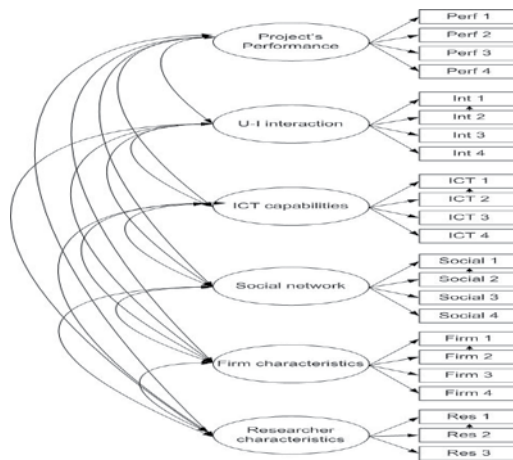 Project's
Performance
Perf 1
Perf 2
Perf 3
Perf 4
U-I interaction
Int 1
Int 2
Int 3
Int 4
ICT capabilities
ICT 1
ICT 2
ICT 3
ICT 4
Social network
Social 1
Social 2
Social 3
Social 4
Firm characteristics
Firm 1
Firm 2
Firm 3
Firm 4
Researcher
characteristics
Res 1
Res 2
Res 3